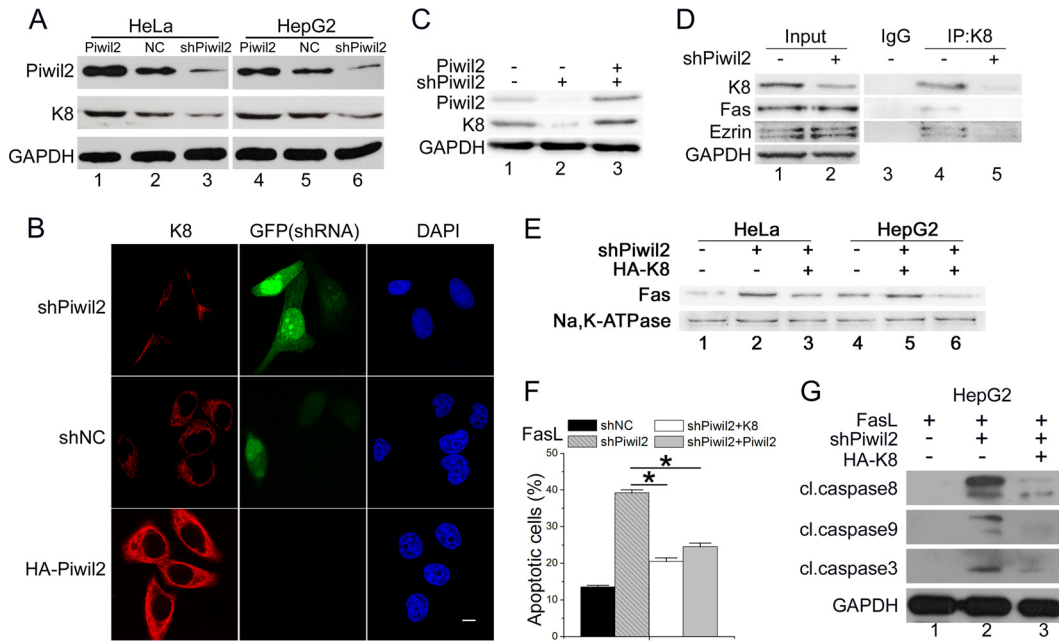 A
HeLa HepG2
Piwil2 NC shPiwil2 Piwil2 NC shPiwil2
Piwil2
K8
GAPDH
1 2 3 4 5 6
C
Piwil2 - - +
shPiwil2 - + +
Piwil2
K8
GAPDH
1 2 3
D
Input IgG IP:K8
shPiwil2 - + - +
K8
Fas
Ezrin
GAPDH
1 2 3 4 5
B
K8 GFP(shRNA) DAPI
shPiwil2
shNC
HA-Piwil2
E
HeLa HepG2
shPiwil2 - + + - + +
HA-K8 - - + - + +
Fas
Na,K-ATPase
1 2 3 4 5 6
F
FasL
shNC shPiwil2+K8
shPiwil2 shPiwil2+Piwil2
Apoptotic cells (%)
50
40
30
20
10
0
* *
G
HepG2
FasL + + +
shPiwil2 - + +
HA-K8 - - +
cl.caspase8
cl.caspase9
cl.caspase3
GAPDH
1 2 3